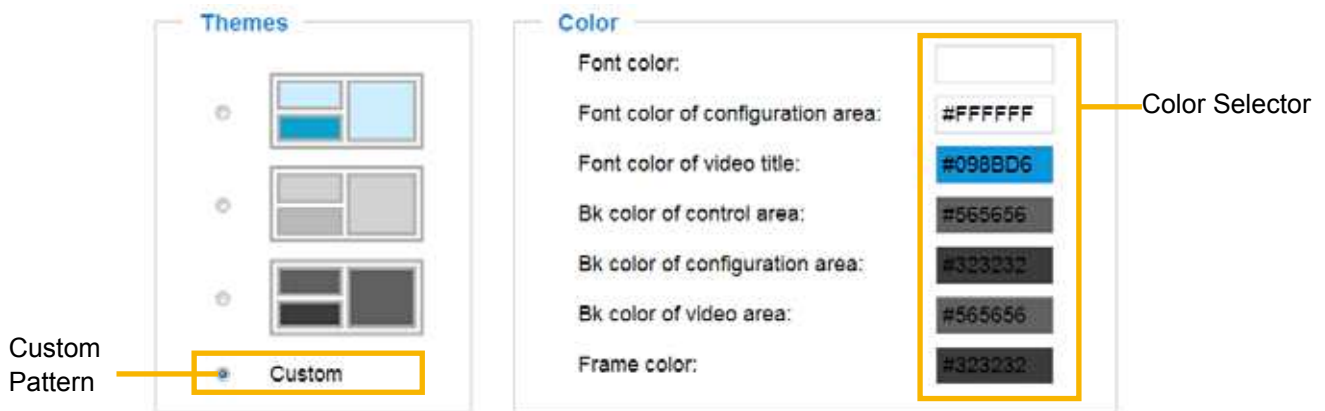 Themes
Custom
Custom
Pattern
Color
Font color:
Font color of configuration area: #FFFFFF
Font color of video title: #098BD6
Bk color of control area: #565656
Bk color of configuration area: #323232
Bk color of video area: #565656
Frame color: #323232
Color Selector